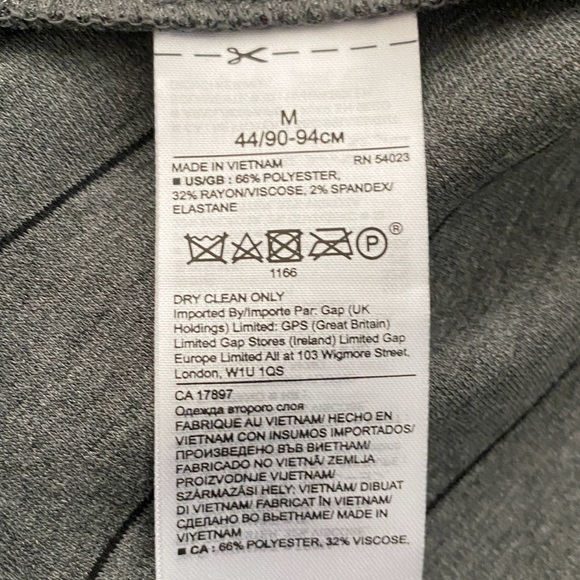 M
44/90-94CM
MADE IN VIETNAM RN 54023
■ US/GB : 66% POLYESTER,
32% RAYON/VISCOSE, 2% SPANDEX/
ELASTANE
P ®
1166
DRY CLEAN ONLY
Imported By/Importe Par: Gap (UK
Holdings) Limited: GPS (Great Britain)
Limited Gap Stores (Ireland) Limited Gap
Europe Limited All at 103 Wigmore Street,
London, W1U 1QS
CA 17897
Одежда второго слоя
FABRIQUE AU VIETNAM/ HECHO EN
VIETNAM CON INSUMOS IMPORTADOS/
ПРОИЗВЕДЕНО ВЪВ ВИЕТНАМ/
FABRICADO NO VIETNÃ/ ZEMLJA
PROIZVODNJE VIJETNAM/
SZÁRMAZÁSI HELY: VIETNÁM/ DIBUAT
DI VIETNAM/ FABRICAT ÎN VIETNAM/
СДЕЛАНО ВО ВЬЕТНАМЕ/ MADE IN
VIYETNAM
■ CA : 66% POLYESTER, 32% VISCOSE,